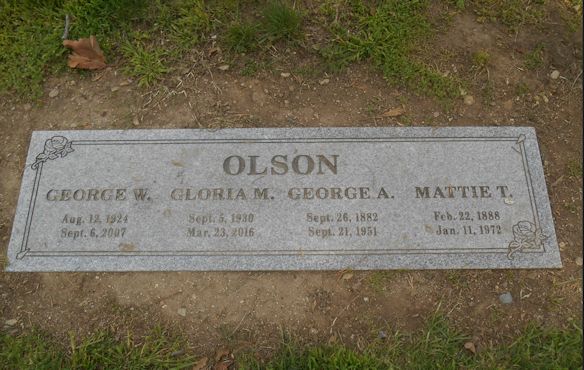 OLSON
GEORGE W. GLORIA M. GEORGE A. MATTIE T.
Aug. 12, 1924 Sept. 5, 1930 Sept. 26, 1882 Feb. 22, 1888
Sept. 6, 2007 Mar. 23, 2016 Sept. 21, 1951 Jan. 11, 1972